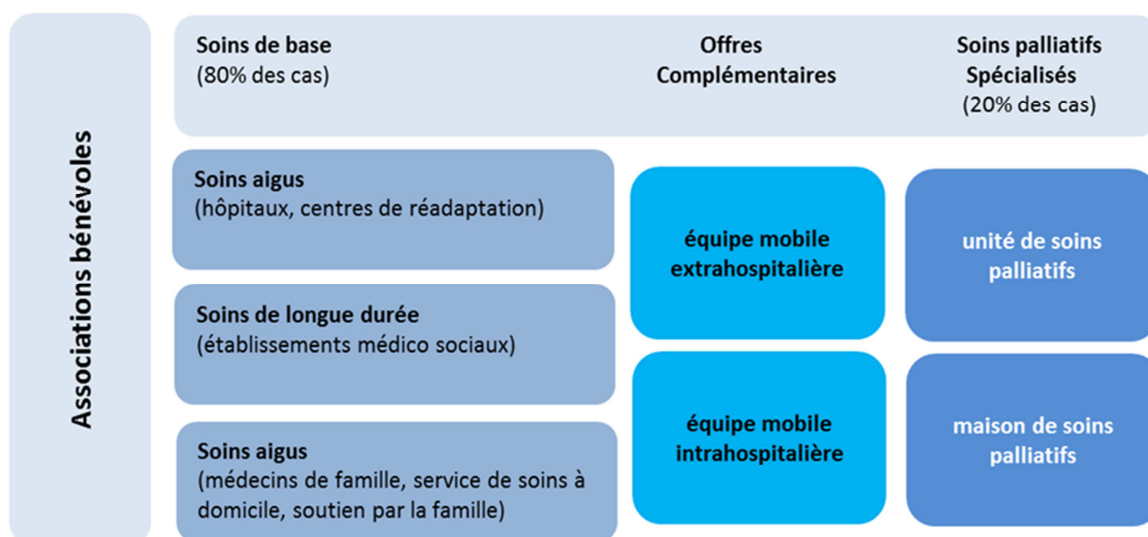 Associations bénévoles
Soins de base
(80% des cas)
Offres
Complémentaires
Soins palliatifs
Spécialisés
(20% des cas)
Soins aigus
(hôpitaux, centres de réadaptation)
Soins de longue durée
(établissements médico sociaux)
Soins aigus
(médecins de famille, service de soins à
domicile, soutien par la famille)
équipe mobile
extrahospitalière
équipe mobile
intrahospitalière
unité de soins
palliatifs
maison de soins
palliatifs